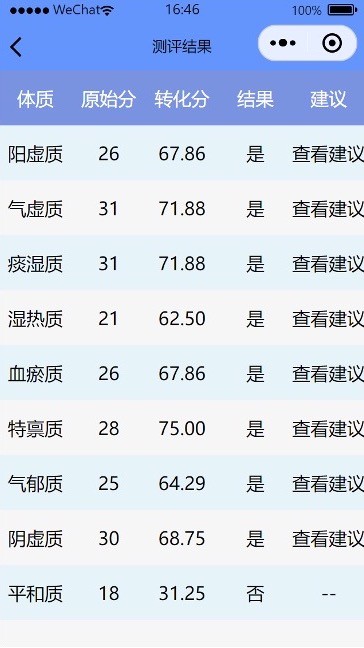 WeChat 16:46 100%
测评结果
体质 原始分 转化分 结果 建议
阳虚质 26 67.86 是 查看建议
气虚质 31 71.88 是 查看建议
痰湿质 31 71.88 是 查看建议
湿热质 21 62.50 是 查看建议
血瘀质 26 67.86 是 查看建议
特禀质 28 75.00 是 查看建议
气郁质 25 64.29 是 查看建议
阴虚质 30 68.75 是 查看建议
平和质 18 31.25 否 --